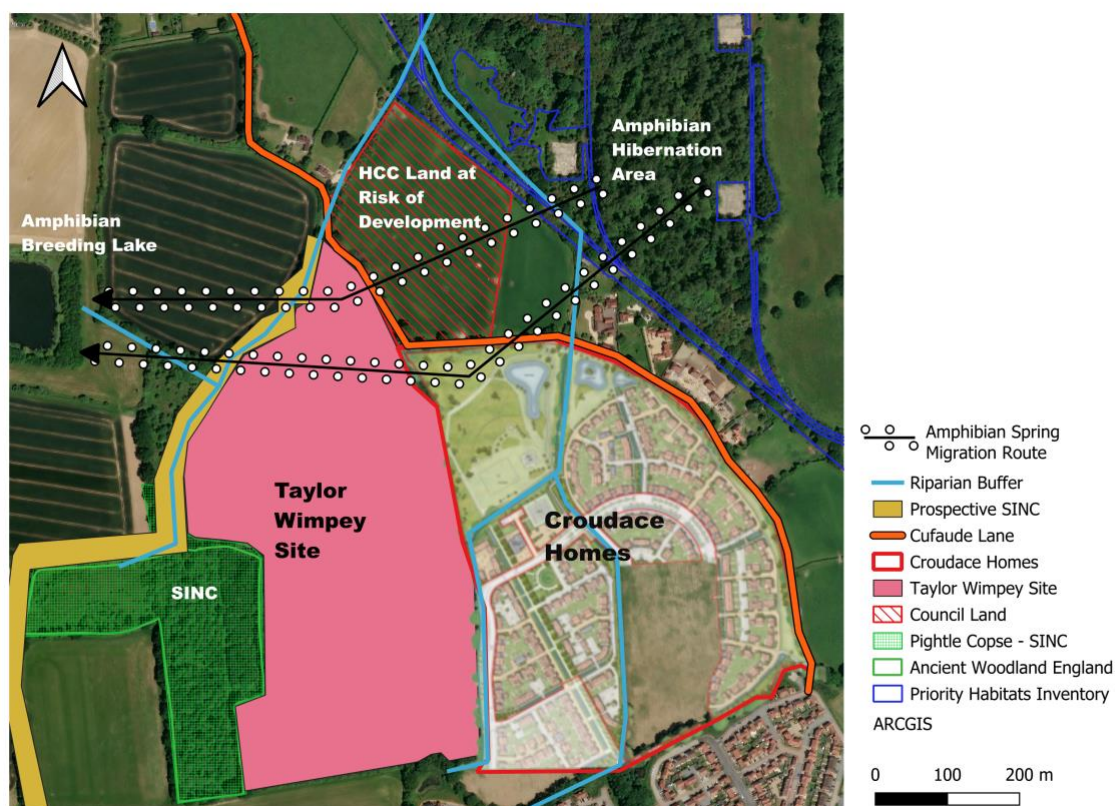 Amphibian
Hibernation
Area
HCC Land at
Risk of
Development
Amphibian
Breeding Lake
Taylor
Wimpey
Site
Croudace
Homes
SINC
Amphibian Spring
Migration Route
Riparian Buffer
Prospective SINC
Cufaude Lane
Croudace Homes
Taylor Wimpey Site
Council Land
Pightle Copse - SINC
Ancient Woodland England
Priority Habitats Inventory
ARCGIS
0 100 200 m